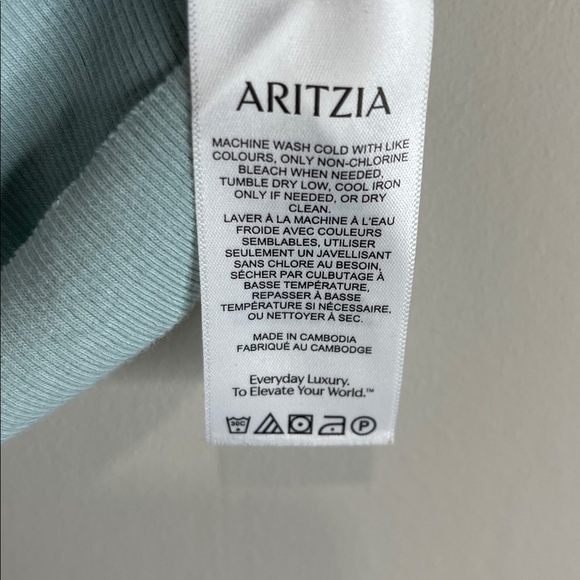 ARITZIA
MACHINE WASH COLD WITH LIKE
COLOURS, ONLY NON-CHLORINE
BLEACH WHEN NEEDED,
TUMBLE DRY LOW, COOL IRON
ONLY IF NEEDED, OR DRY
CLEAN.
LAVER À LA MACHINE À L'EAU
FROIDE AVEC COULEURS
SEMBLABLES, UTILISER
SEULEMENT UN JAVELLISANT
SANS CHLORE AU BESOIN,
SÉCHER PAR CULBUTAGE À
BASSE TEMPÉRATURE,
REPASSER À BASSE
TEMPÉRATURE SI NÉCESSAIRE,
OU NETTOYER À SEC.
MADE IN CAMBODIA
FABRIQUÉ AU CAMBODGE
Everyday Luxury.
To Elevate Your World.™
30C P